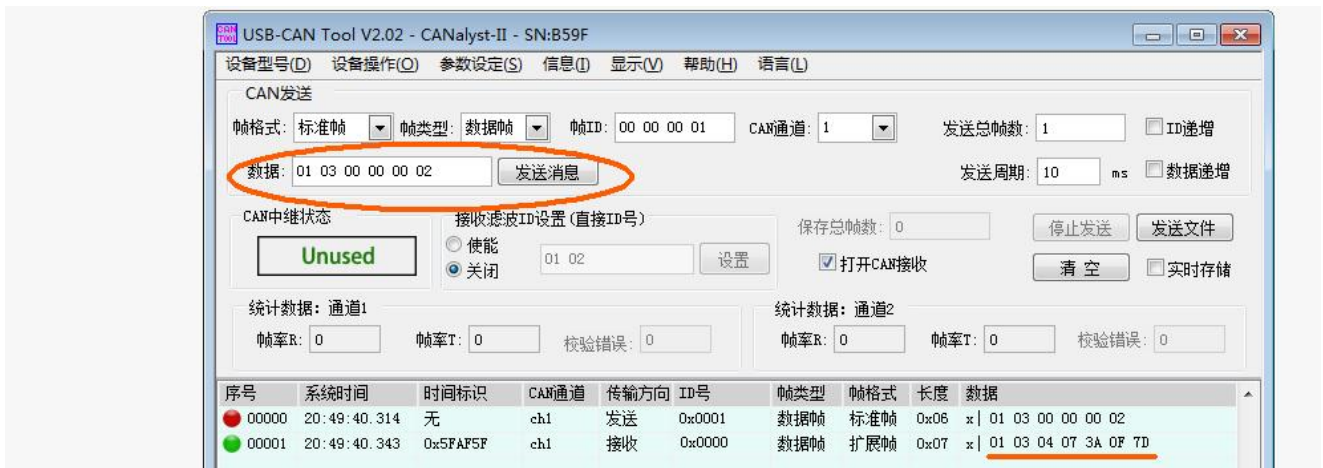 USB-CAN Tool V2.02 - CANalyst-II - SN:B59F
设备型号(D) 设备操作(O) 参数设定(S) 信息(I) 显示(V) 帮助(H) 语言(L)
CAN发送
帧格式: 标准帧 帧类型: 数据帧 帧ID: 00 00 00 01 CAN通道: 1 发送总帧数: 1 ID递增
数据: 01 03 00 00 00 02 发送消息 发送周期: 10 ms 数据递增
CAN中继状态 接收滤波ID设置(直接ID号) 保存总帧数: 0 停止发送 发送文件
Unused 使能 01 02 设置 打开CAN接收
关闭 清 空 实时存储
统计数据: 通道1 统计数据: 通道2
帧率R: 0 帧率T: 0 校验错误: 0 帧率R: 0 帧率T: 0 校验错误: 0
序号 系统时间 时间标识 CAN通道 传输方向 ID号 帧类型 帧格式 长度 数据
00000 20:49:40.314 无 ch1 发送 0x0001 数据帧 标准帧 0x06 x| 01 03 00 00 00 02
00001 20:49:40.343 0x5FAF5F ch1 接收 0x0000 数据帧 扩展帧 0x07 x| 01 03 04 07 3A 0F 7D